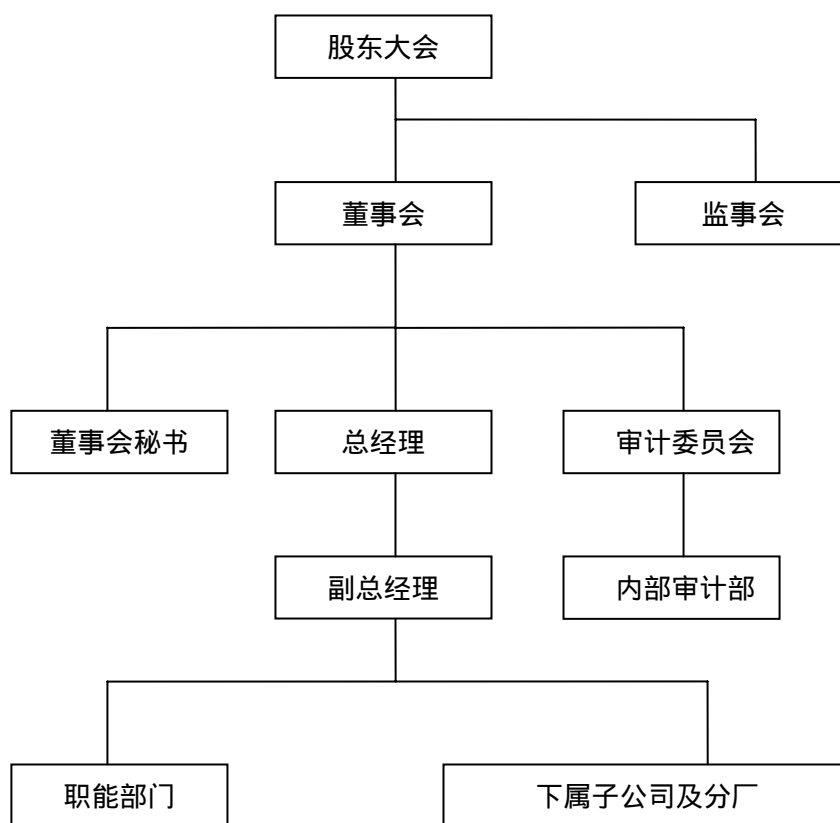 股东大会
董事会
监事会
董事会秘书
总经理
审计委员会
副总经理
内部审计部
职能部门
下属子公司及分厂